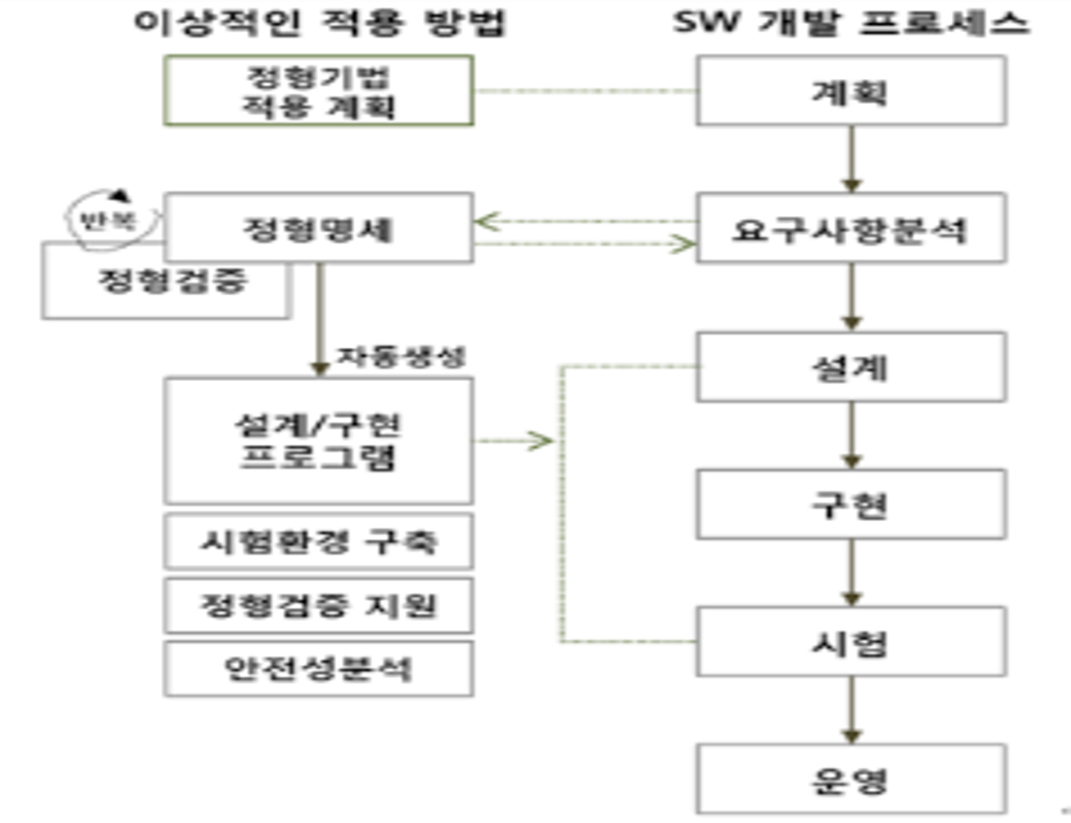 이상적인 적용 방법
SW 개발 프로세스
정형기법
적용 계획
계획
반복
정형명세
요구사항분석
정형검증
자동생성
설계
설계/구현
프로그램
구현
시험환경 구축
정형검증 지원
시험
안전성분석
운영